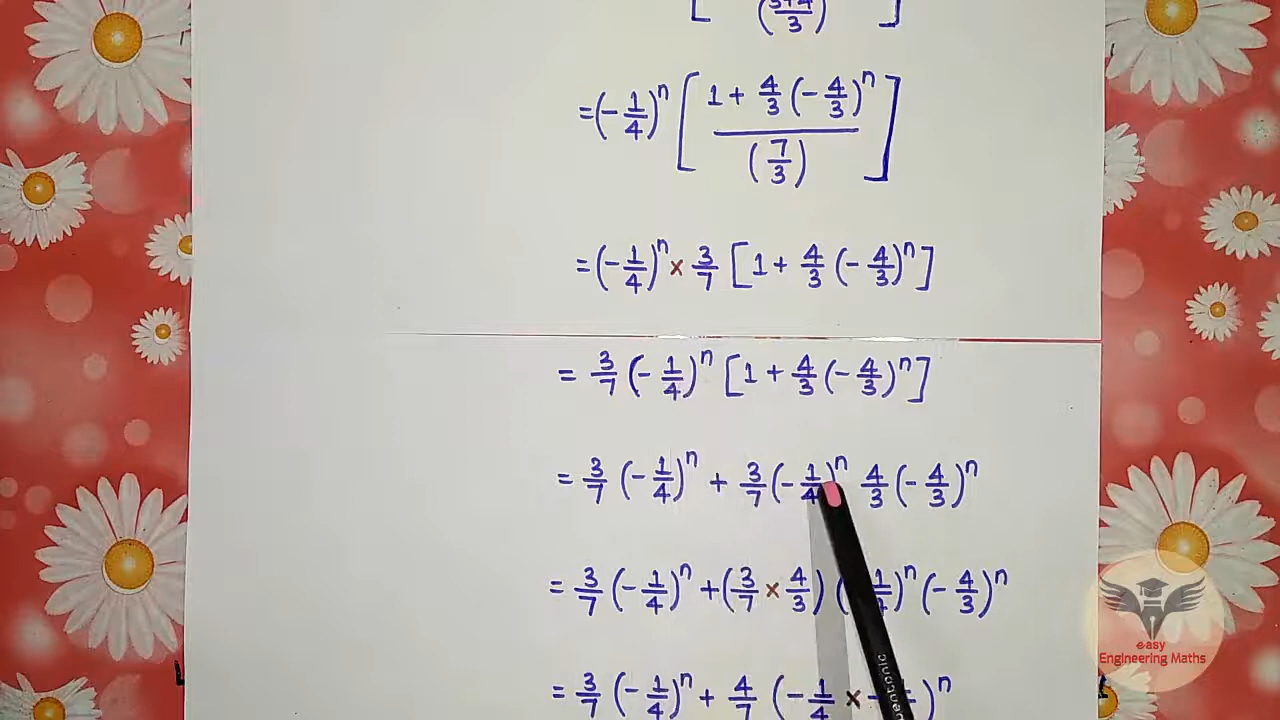 [ (3+4/3) ]
= (-1/4)^n [ (1 + 4/3 (-4/3)^n) / (7/3) ]
= (-1/4)^n × 3/7 [1 + 4/3 (-4/3)^n]
= 3/7 (-1/4)^n [1 + 4/3 (-4/3)^n]
= 3/7 (-1/4)^n + 3/7 (-1/4)^n 4/3 (-4/3)^n
= 3/7 (-1/4)^n + (3/7 × 4/3) ( 1/ )^n (-4/3)^n
= 3/7 (-1/4)^n + 4/7 (-1/4 × - )^n
easy
Engineering Maths